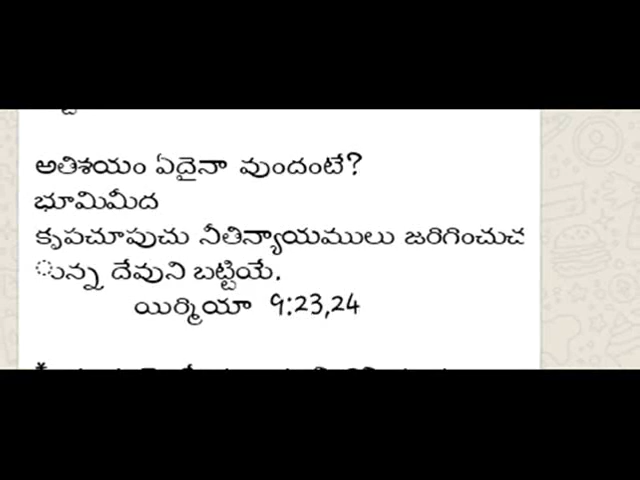 అతిశయం ఏదైనా వుందంటే?
భూమిమీద
కృపచూపుచు నీతిన్యాయములు జరిగించుచ
ున్న దేవుని బట్టియే.
యిర్మియా 9:23,24